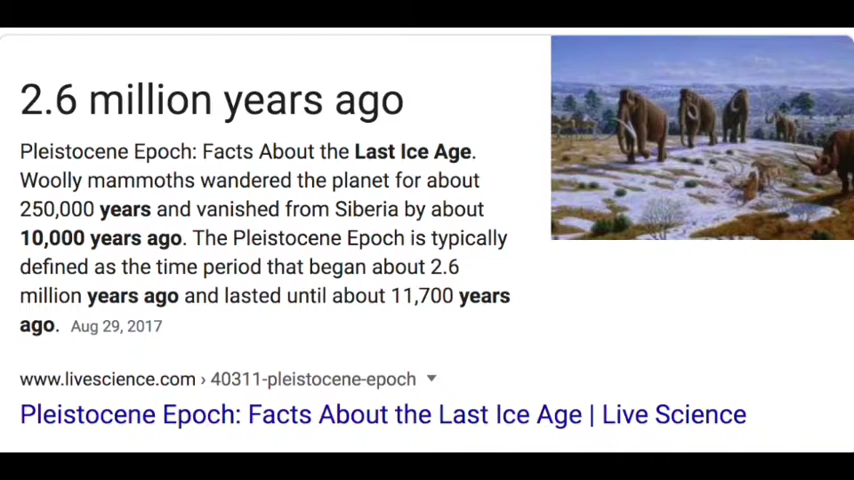 2.6 million years ago
Pleistocene Epoch: Facts About the Last Ice Age.
Woolly mammoths wandered the planet for about
250,000 years and vanished from Siberia by about
10,000 years ago. The Pleistocene Epoch is typically
defined as the time period that began about 2.6
million years ago and lasted until about 11,700 years
ago. Aug 29, 2017
www.livescience.com › 40311-pleistocene-epoch
Pleistocene Epoch: Facts About the Last Ice Age | Live Science